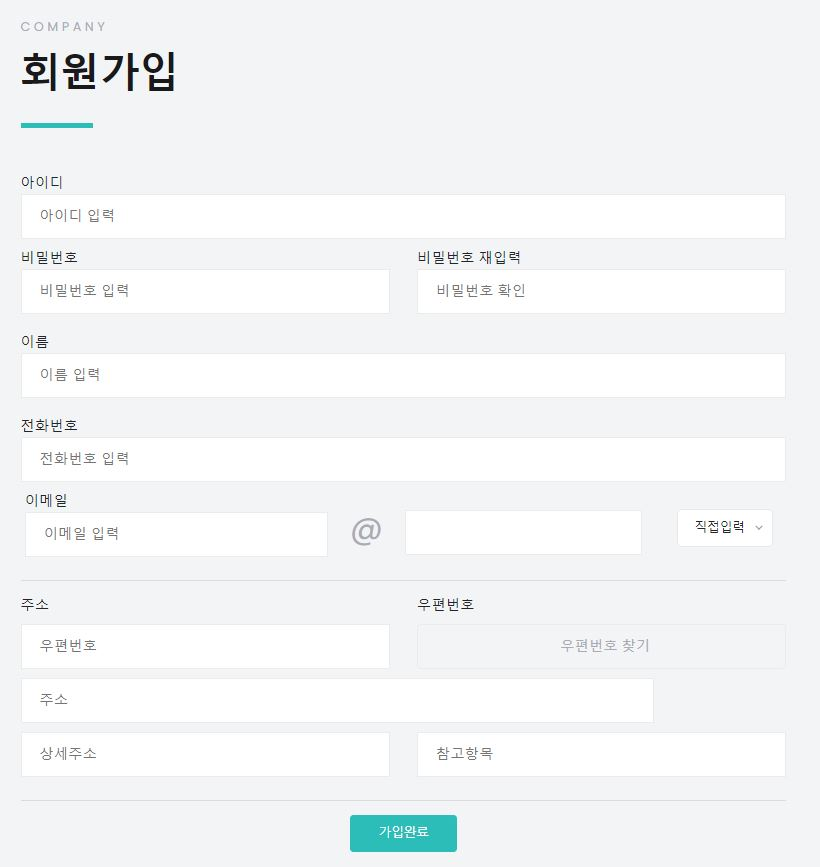 COMPANY
회원가입
아이디
아이디 입력
비밀번호 비밀번호 재입력
비밀번호 입력 비밀번호 확인
이름
이름 입력
전화번호
전화번호 입력
이메일
이메일 입력 @ 직접입력
주소 우편번호
우편번호 우편번호 찾기
주소
상세주소 참고항목
가입완료